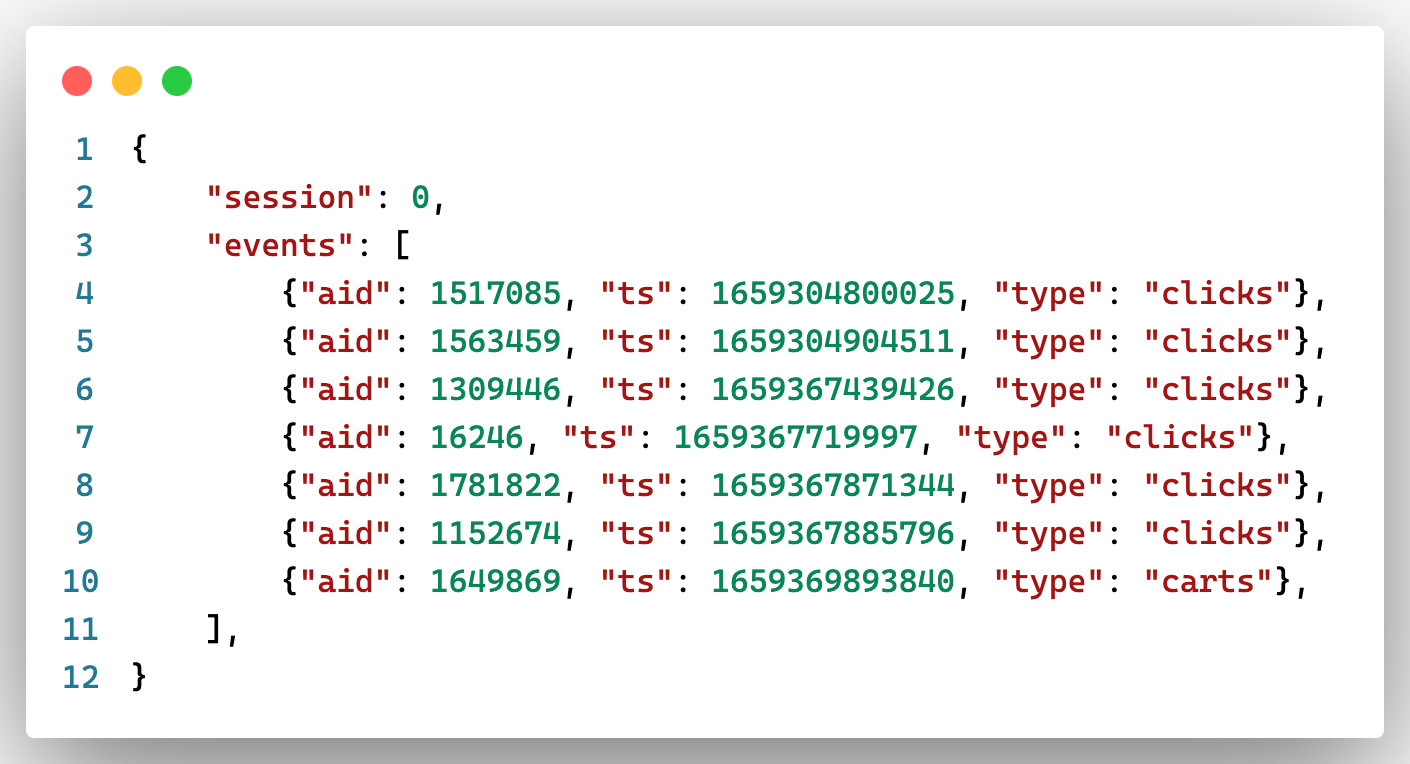 1 {
2     "session": 0,
3     "events": [
4         {"aid": 1517085, "ts": 1659304800025, "type": "clicks"},
5         {"aid": 1563459, "ts": 1659304904511, "type": "clicks"},
6         {"aid": 1309446, "ts": 1659367439426, "type": "clicks"},
7         {"aid": 16246, "ts": 1659367719997, "type": "clicks"},
8         {"aid": 1781822, "ts": 1659367871344, "type": "clicks"},
9         {"aid": 1152674, "ts": 1659367885796, "type": "clicks"},
10         {"aid": 1649869, "ts": 1659369893840, "type": "carts"},
11     ],
12 }